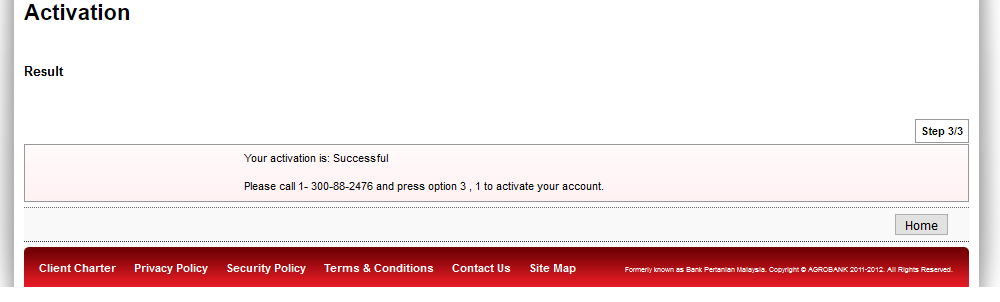 Activation
Result
Step 3/3
Your activation is: Successful
Please call 1- 300-88-2476 and press option 3 , 1 to activate your account.
Home
Client Charter Privacy Policy Security Policy Terms & Conditions Contact Us Site Map Formerly known as Bank Pertanian Malaysia. Copyright © AGROBANK 2011-2012. All Rights Reserved.